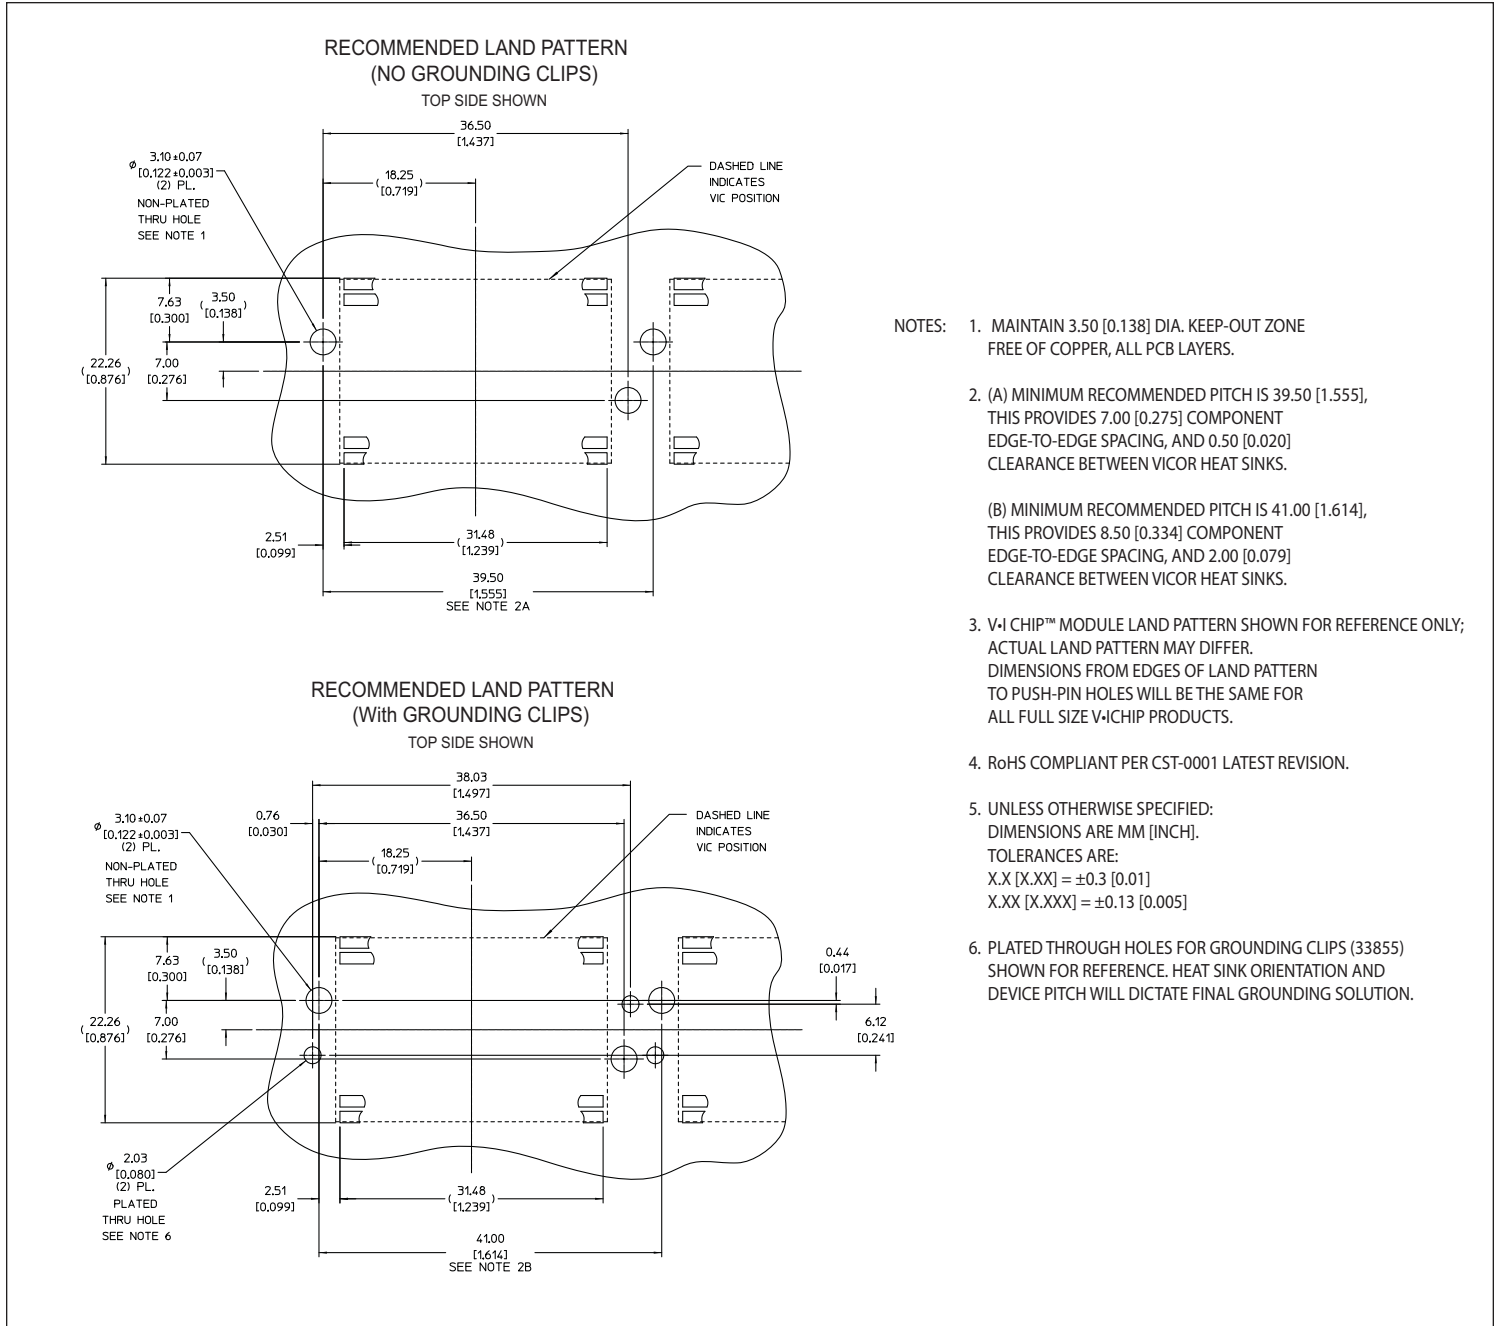 RECOMMENDED LAND PATTERN
(NO GROUNDING CLIPS)
TOP SIDE SHOWN
36.50
[1.437]
ø 3.10±0.07
[0.122±0.003]
(2) PL.
NON-PLATED
THRU HOLE
SEE NOTE 1
( 18.25 )
[0.719]
DASHED LINE
INDICATES
VIC POSITION
7.63
[0.300]
( 3.50 )
[0.138]
( 22.26 )
[0.876]
7.00
[0.276]
2.51
[0.099]
( 31.48 )
[1.239]
39.50
[1.555]
SEE NOTE 2A
RECOMMENDED LAND PATTERN
(With GROUNDING CLIPS)
TOP SIDE SHOWN
38.03
[1.497]
ø 3.10±0.07
[0.122±0.003]
(2) PL.
NON-PLATED
THRU HOLE
SEE NOTE 1
0.76
[0.030]
36.50
[1.437]
( 18.25 )
[0.719]
DASHED LINE
INDICATES
VIC POSITION
7.63
[0.300]
( 3.50 )
[0.138]
0.44
[0.017]
( 22.26 )
[0.876]
7.00
[0.276]
6.12
[0.241]
ø 2.03
[0.080]
(2) PL.
PLATED
THRU HOLE
SEE NOTE 6
2.51
[0.099]
( 31.48 )
[1.239]
41.00
[1.614]
SEE NOTE 2B
NOTES: 1. MAINTAIN 3.50 [0.138] DIA. KEEP-OUT ZONE
FREE OF COPPER, ALL PCB LAYERS.
2. (A) MINIMUM RECOMMENDED PITCH IS 39.50 [1.555],
THIS PROVIDES 7.00 [0.275] COMPONENT
EDGE-TO-EDGE SPACING, AND 0.50 [0.020]
CLEARANCE BETWEEN VICOR HEAT SINKS.
(B) MINIMUM RECOMMENDED PITCH IS 41.00 [1.614],
THIS PROVIDES 8.50 [0.334] COMPONENT
EDGE-TO-EDGE SPACING, AND 2.00 [0.079]
CLEARANCE BETWEEN VICOR HEAT SINKS.
3. V•I CHIP™ MODULE LAND PATTERN SHOWN FOR REFERENCE ONLY;
ACTUAL LAND PATTERN MAY DIFFER.
DIMENSIONS FROM EDGES OF LAND PATTERN
TO PUSH-PIN HOLES WILL BE THE SAME FOR
ALL FULL SIZE V•ICHIP PRODUCTS.
4. RoHS COMPLIANT PER CST-0001 LATEST REVISION.
5. UNLESS OTHERWISE SPECIFIED:
DIMENSIONS ARE MM [INCH].
TOLERANCES ARE:
X.X [X.XX] = ±0.3 [0.01]
X.XX [X.XXX] = ±0.13 [0.005]
6. PLATED THROUGH HOLES FOR GROUNDING CLIPS (33855)
SHOWN FOR REFERENCE. HEAT SINK ORIENTATION AND
DEVICE PITCH WILL DICTATE FINAL GROUNDING SOLUTION.